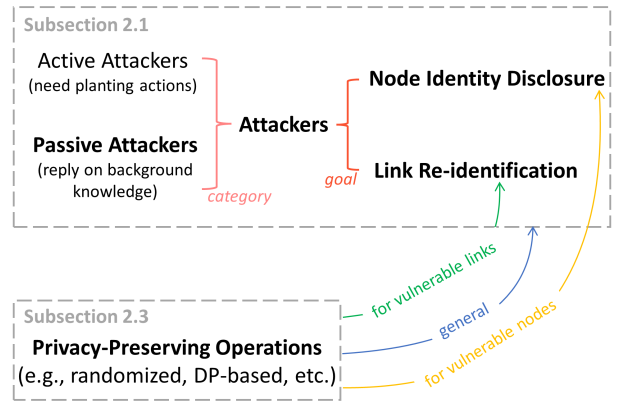 Subsection 2.1
Active Attackers
(need planting actions)
Passive Attackers
(reply on background
knowledge)
category
Attackers
goal
Node Identity Disclosure
Link Re-identification
for vulnerable links
general
for vulnerable nodes
Subsection 2.3
Privacy-Preserving Operations
(e.g., randomized, DP-based, etc.)